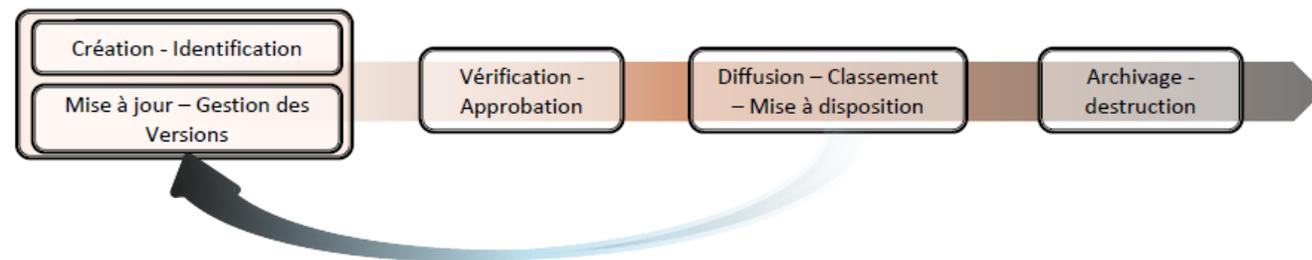 Création - Identification
Mise à jour – Gestion des
Versions
Vérification -
Approbation
Diffusion – Classement
– Mise à disposition
Archivage -
destruction